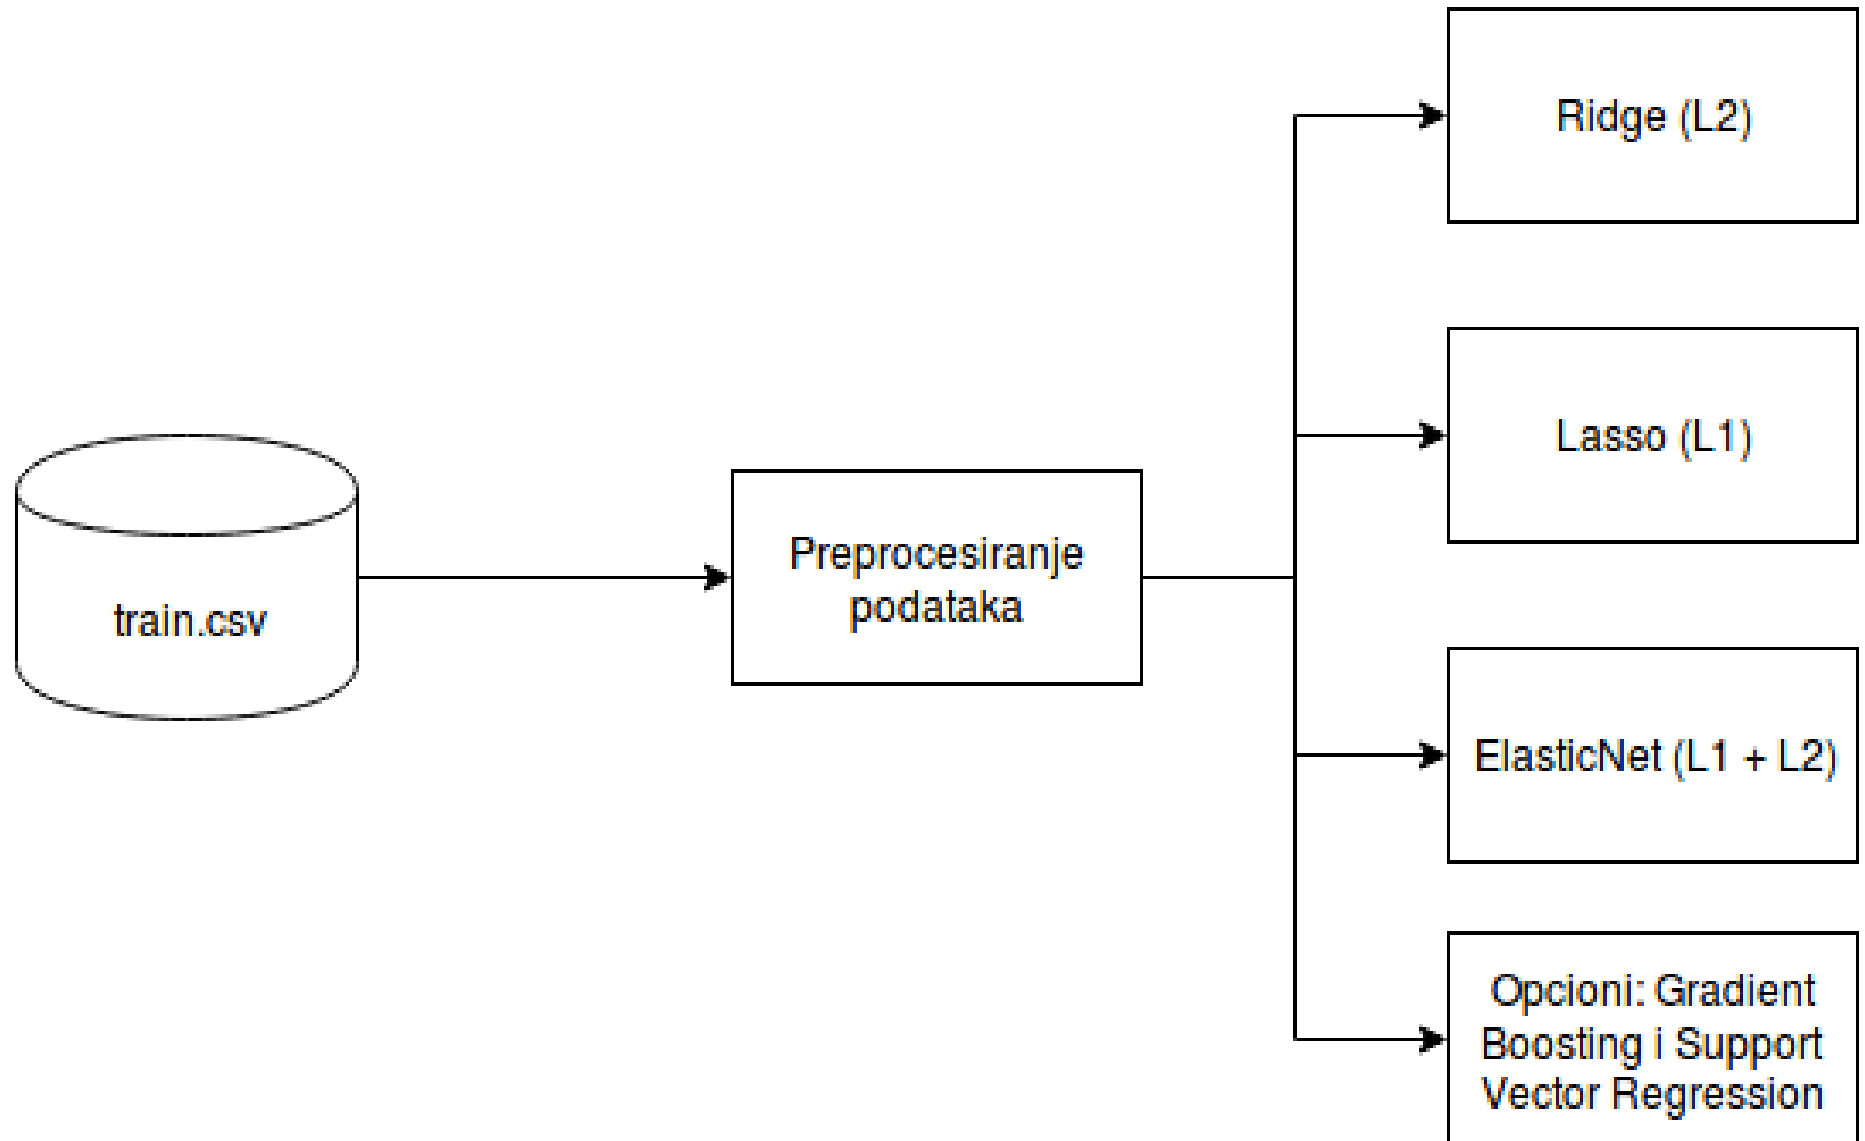 train.csv
Preprocesiranje
podataka
Ridge (L2)
Lasso (L1)
ElasticNet (L1 + L2)
Opcioni: Gradient
Boosting i Support
Vector Regression